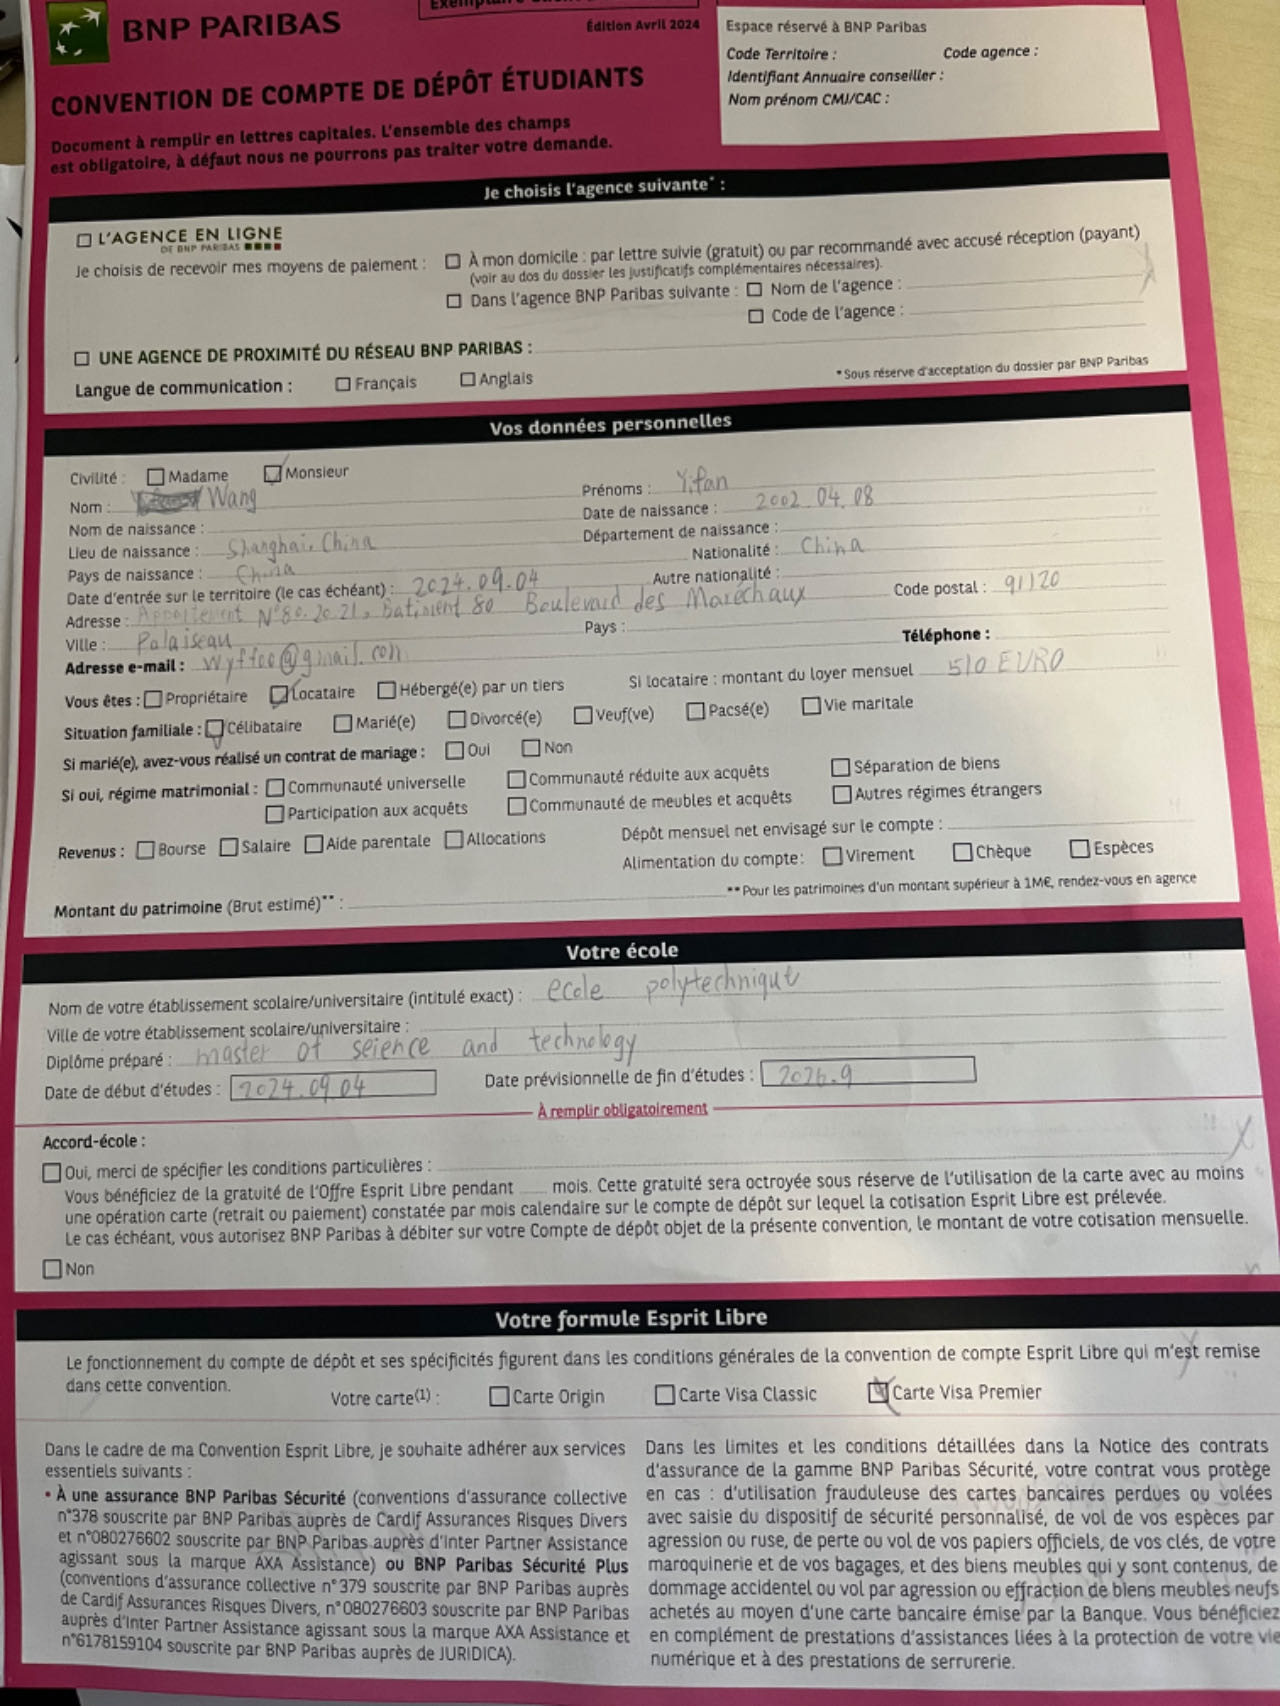 Édition Avril 2024
BNP PARIBAS
CONVENTION DE COMPTE DE DÉPÔT ÉTUDIANTS
Document à remplir en lettres capitales. L'ensemble des champs
est obligatoire, à défaut nous ne pourrons pas traiter votre demande.
Espace réservé à BNP Paribas
Code Territoire : Code agence :
Identifiant Annuaire conseiller :
Nom prénom CMJ/CAC :
Je choisis l'agence suivante* :
L'AGENCE EN LIGNE
DE BNP PARIBAS
Je choisis de recevoir mes moyens de paiement : À mon domicile : par lettre suivie (gratuit) ou par recommandé avec accusé réception (payant)
(voir au dos du dossier les justificatifs complémentaires nécessaires).
Dans l'agence BNP Paribas suivante : Nom de l'agence :
Code de l'agence :
UNE AGENCE DE PROXIMITÉ DU RÉSEAU BNP PARIBAS :
Langue de communication : Français Anglais
* Sous réserve d'acceptation du dossier par BNP Paribas
Vos données personnelles
Civilité : Madame Monsieur
Nom : Wang Prénoms : Yifan
Nom de naissance : Date de naissance : 2002.04.08
Lieu de naissance : Shanghai, China Département de naissance :
Pays de naissance : China Nationalité : China
Date d'entrée sur le territoire (le cas échéant) : 2024.09.04 Autre nationalité :
Adresse : Appartement N°80.20.21, Batiment 80 Boulevard des Maréchaux Code postal : 91120
Ville : Palaiseau Pays :
Adresse e-mail : wyffoo@gmail.com Téléphone :
Vous êtes : Propriétaire Locataire Hébergé(e) par un tiers Si locataire : montant du loyer mensuel 510 EURO
Situation familiale : Célibataire Marié(e) Divorcé(e) Veuf(ve) Pacsé(e) Vie maritale
Si marié(e), avez-vous réalisé un contrat de mariage : Oui Non
Si oui, régime matrimonial : Communauté universelle Communauté réduite aux acquêts Séparation de biens
Participation aux acquêts Communauté de meubles et acquêts Autres régimes étrangers
Revenus : Bourse Salaire Aide parentale Allocations Dépôt mensuel net envisagé sur le compte :
Alimentation du compte : Virement Chèque Espèces
Montant du patrimoine (Brut estimé)** :
** Pour les patrimoines d'un montant supérieur à 1M€, rendez-vous en agence
Votre école
Nom de votre établissement scolaire/universitaire (intitulé exact) : ecole polytechnique
Ville de votre établissement scolaire/universitaire :
Diplôme préparé : master of seience and technology
Date de début d'études : 2024.09.04 Date prévisionnelle de fin d'études : 2026.9
À remplir obligatoirement
Accord-école :
Oui, merci de spécifier les conditions particulières :
Vous bénéficiez de la gratuité de l'Offre Esprit Libre pendant mois. Cette gratuité sera octroyée sous réserve de l'utilisation de la carte avec au moins
une opération carte (retrait ou paiement) constatée par mois calendaire sur le compte de dépôt sur lequel la cotisation Esprit Libre est prélevée.
Le cas échéant, vous autorisez BNP Paribas à débiter sur votre Compte de dépôt objet de la présente convention, le montant de votre cotisation mensuelle.
Non
Votre formule Esprit Libre
Le fonctionnement du compte de dépôt et ses spécificités figurent dans les conditions générales de la convention de compte Esprit Libre qui m'est remise
dans cette convention.
Votre carte(1) : Carte Origin Carte Visa Classic Carte Visa Premier
Dans le cadre de ma Convention Esprit Libre, je souhaite adhérer aux services
essentiels suivants :
• À une assurance BNP Paribas Sécurité (conventions d'assurance collective
n°378 souscrite par BNP Paribas auprès de Cardif Assurances Risques Divers
et n°080276602 souscrite par BNP Paribas auprès d'Inter Partner Assistance
agissant sous la marque AXA Assistance) ou BNP Paribas Sécurité Plus
(conventions d'assurance collective n°379 souscrite par BNP Paribas auprès
de Cardif Assurances Risques Divers, n°080276603 souscrite par BNP Paribas
auprès d'Inter Partner Assistance agissant sous la marque AXA Assistance et
n°6178159104 souscrite par BNP Paribas auprès de JURIDICA).
Dans les limites et les conditions détaillées dans la Notice des contrats
d'assurance de la gamme BNP Paribas Sécurité, votre contrat vous protège
en cas : d'utilisation frauduleuse des cartes bancaires perdues ou volées
avec saisie du dispositif de sécurité personnalisé, de vol de vos espèces par
agression ou ruse, de perte ou vol de vos papiers officiels, de vos clés, de votre
maroquinerie et de vos bagages, et des biens meubles qui y sont contenus, de
dommage accidentel ou vol par agression ou effraction de biens meubles neufs
achetés au moyen d'une carte bancaire émise par la Banque. Vous bénéficiez
en complément de prestations d'assistances liées à la protection de votre vie
numérique et à des prestations de serrurerie.